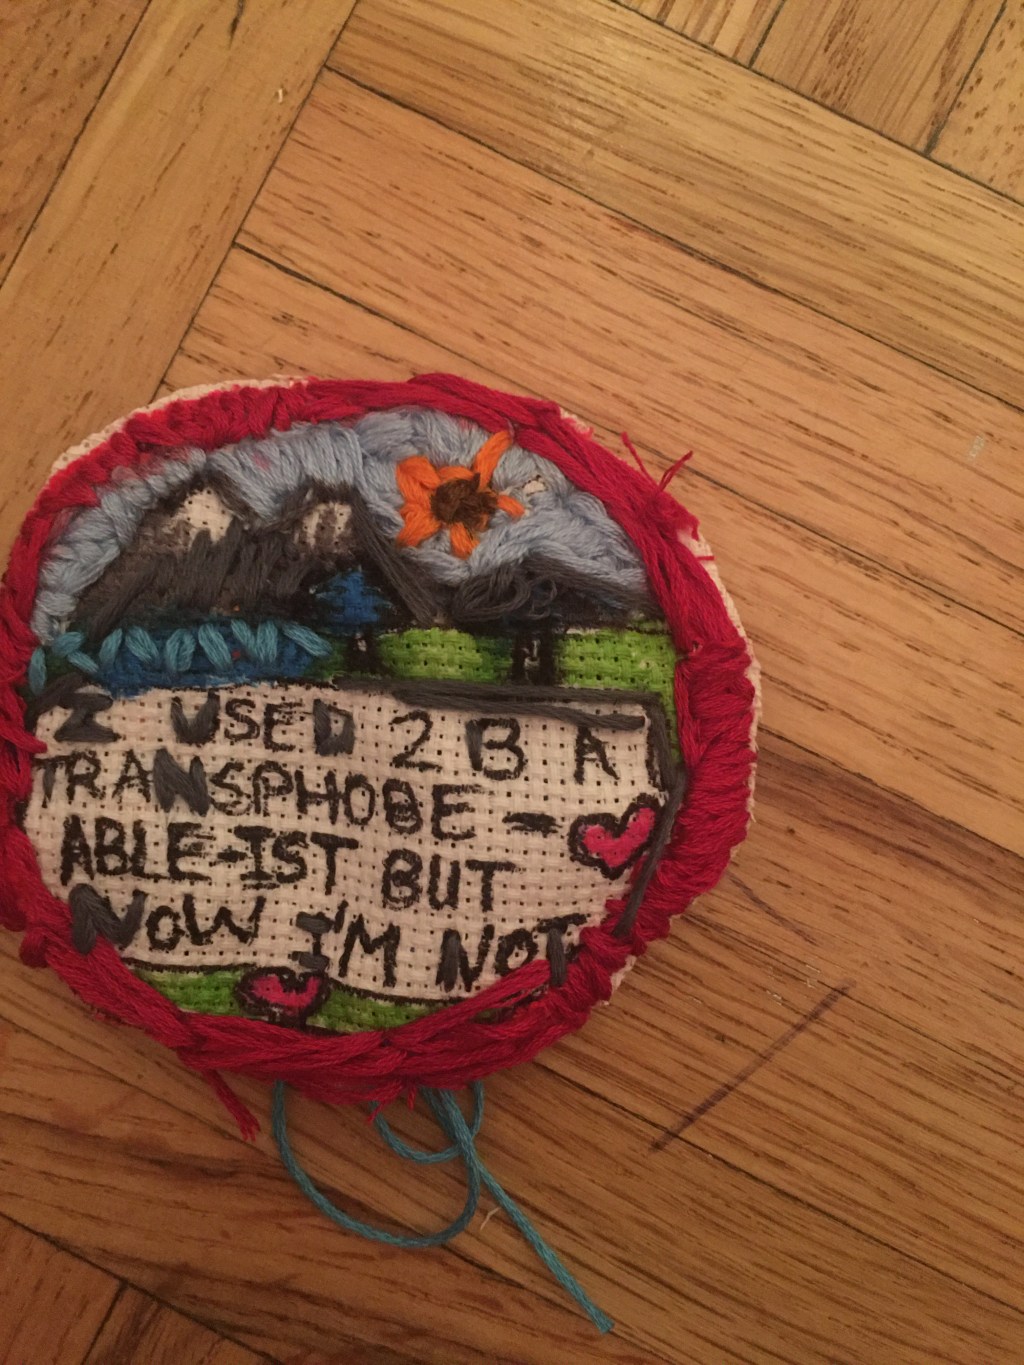 I USED 2 B A
TRANSPHOBE -
ABLE-IST BUT
NOW I'M NOT